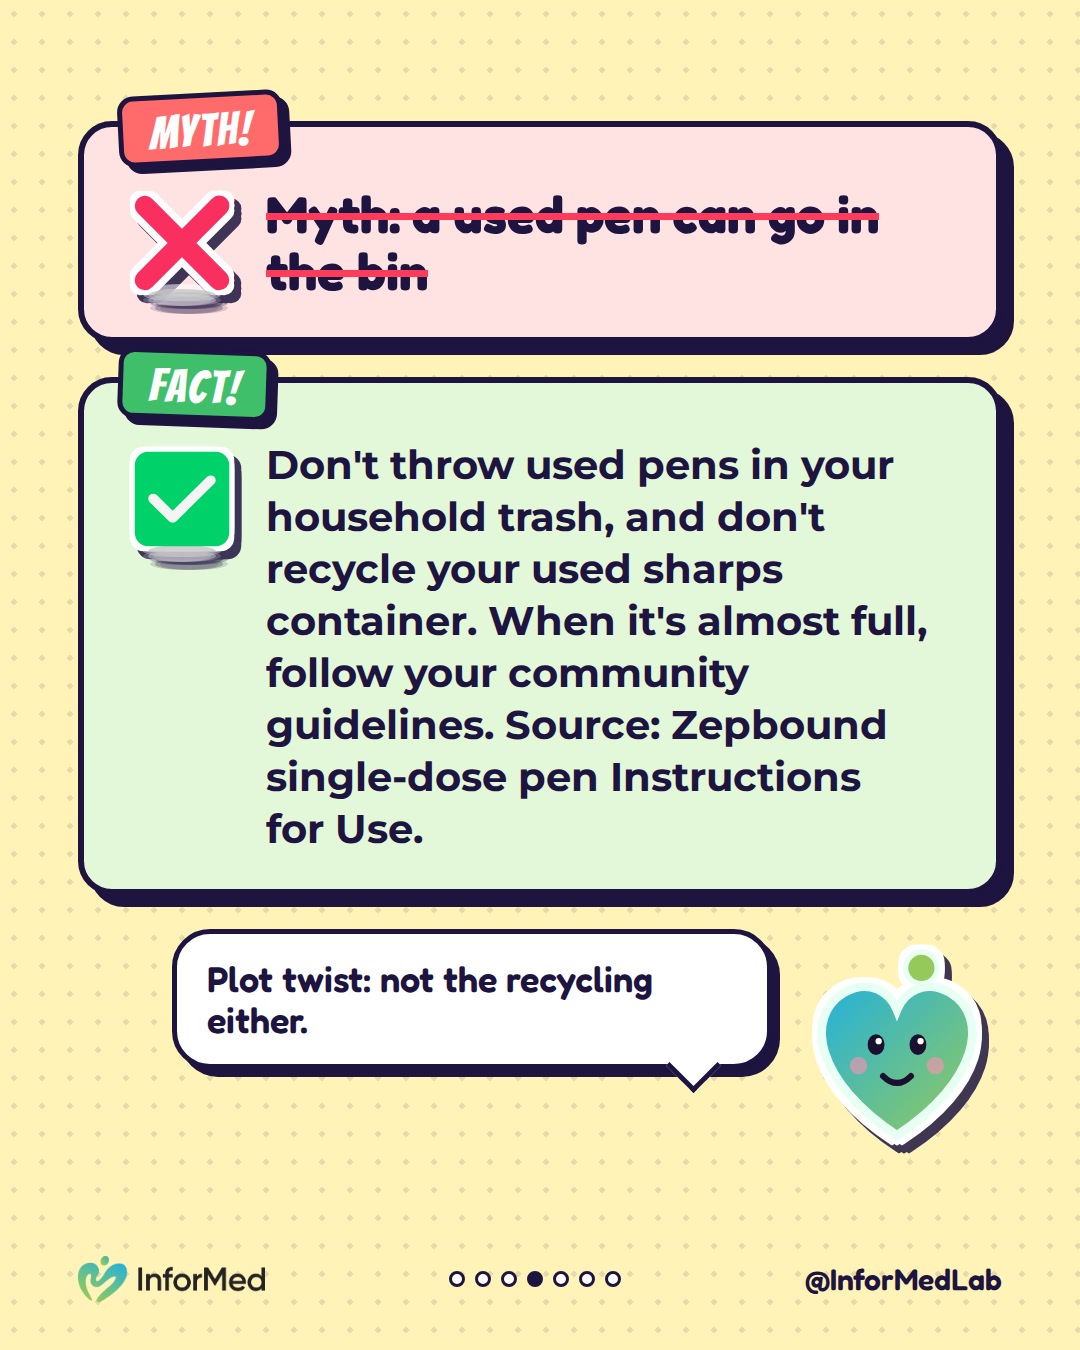 MYTH!
Myth: a used pen can go in
the bin
FACT!
Don't throw used pens in your
household trash, and don't
recycle your used sharps
container. When it's almost full,
follow your community
guidelines. Source: Zepbound
single-dose pen Instructions
for Use.
Plot twist: not the recycling
either.
InforMed
@InforMedLab